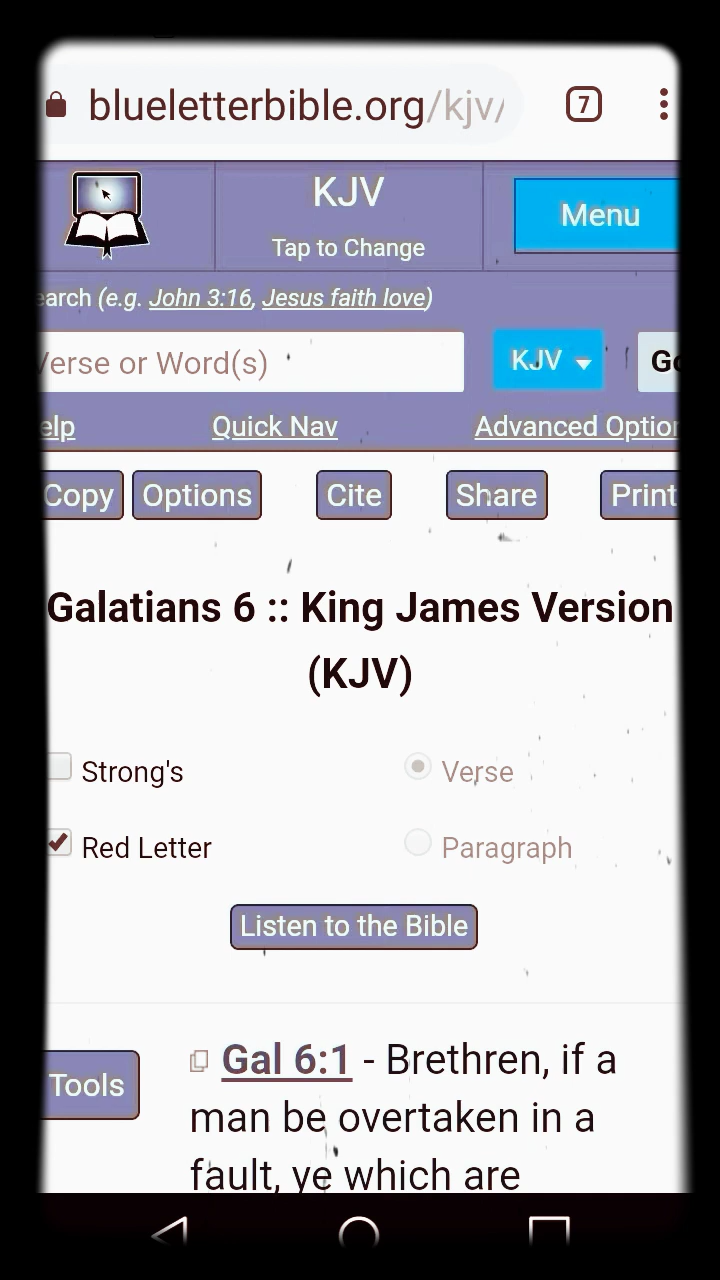 blueletterbible.org/kjv/
7
KJV
Tap to Change
Menu
earch (e.g. John 3:16, Jesus faith love)
Verse or Word(s)
KJV
Go
elp
Quick Nav
Advanced Option
Copy
Options
Cite
Share
Print
Galatians 6 :: King James Version
(KJV)
Strong's
Verse
Red Letter
Paragraph
Listen to the Bible
Tools
Gal 6:1 - Brethren, if a
man be overtaken in a
fault, ye which are